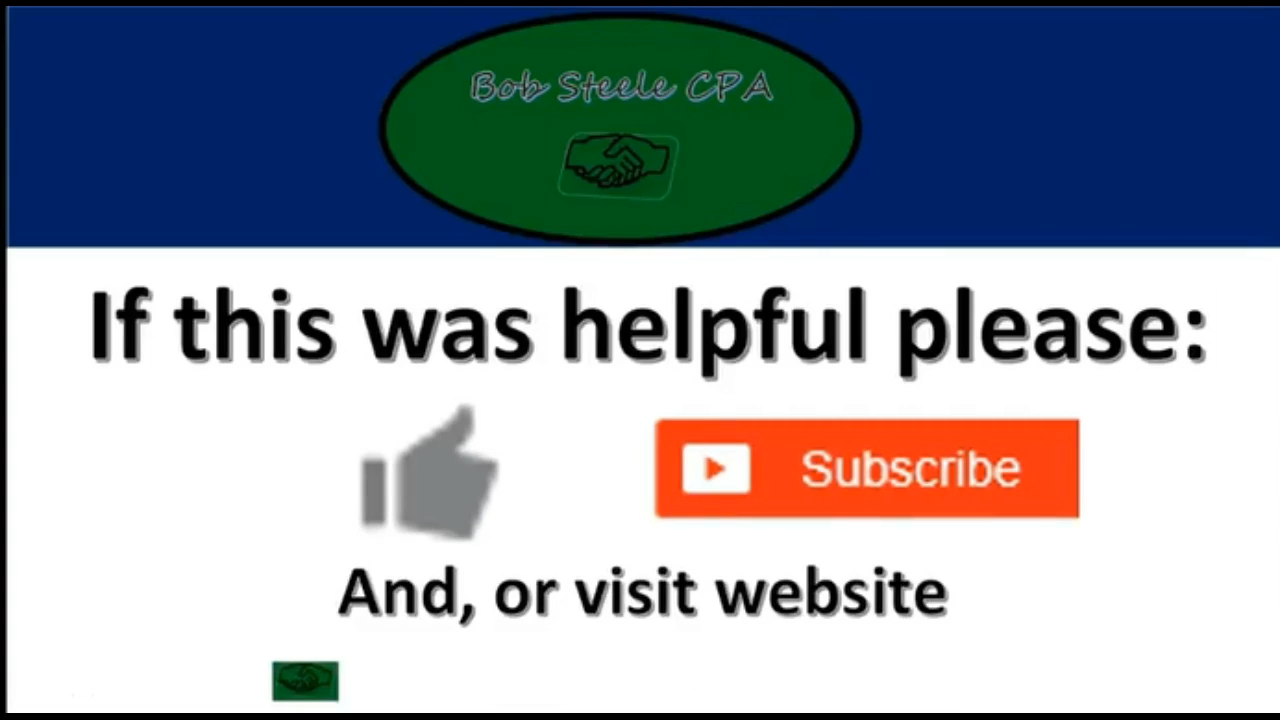 Bob Steele CPA
If this was helpful please:
Subscribe
And, or visit website